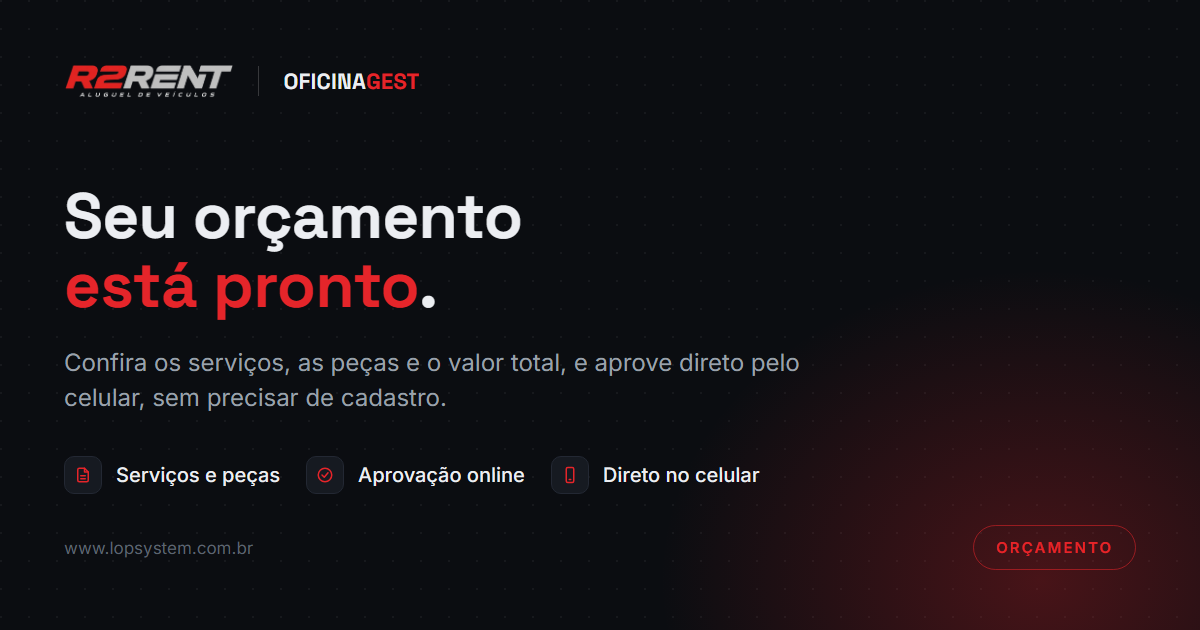 R2RENT
ALUGUEL DE VEÍCULOS
OFICINAGEST
Seu orçamento
está pronto.
Confira os serviços, as peças e o valor total, e aprove direto pelo
celular, sem precisar de cadastro.
Serviços e peças
Aprovação online
Direto no celular
www.lopsystem.com.br
ORÇAMENTO